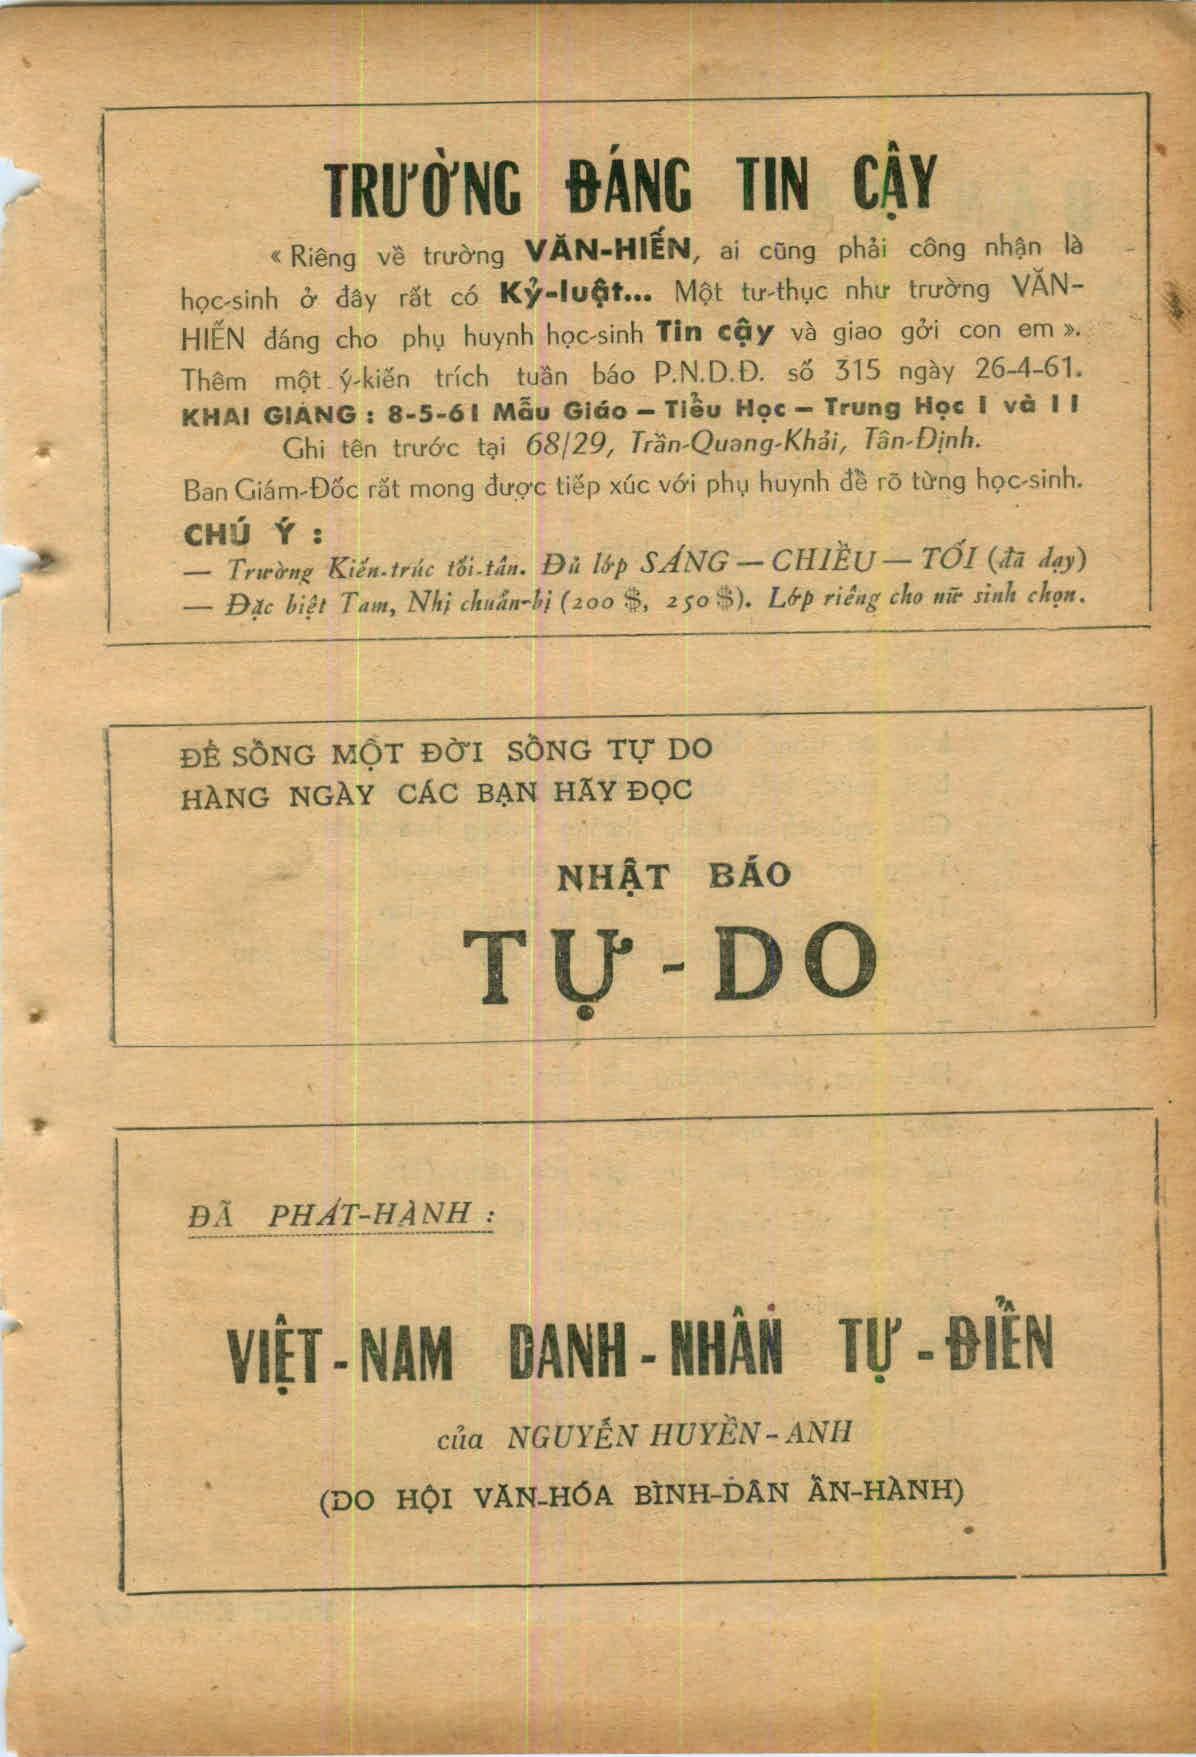 TRƯỜNG ĐÁNG TIN CẬY
« Riêng về trường VĂN-HIẾN, ai cũng phải công nhận là
học-sinh ở đây rất có Kỷ-luật... Một tư-thục như trường VĂN-
HIẾN đáng cho phụ huynh học-sinh Tin cậy và giao gởi con em ».
Thêm một ý-kiến trích tuần báo P.N.D.Đ. số 315 ngày 26-4-61.
KHAI GIẢNG : 8-5-61 Mẫu Giáo — Tiểu Học — Trung Học I và II
Ghi tên trước tại 68/29, Trần-Quang-Khải, Tân-Định.
Ban Giám-Đốc rất mong được tiếp xúc với phụ huynh để rõ từng học-sinh.
CHÚ Ý :
— Trường Kiến-trúc tối-tân. Đủ lớp SÁNG — CHIỀU — TỐI (đã dạy)
— Đặc biệt Tam, Nhị chuẩn-bị (200 $, 250 $). Lớp riêng cho nữ sinh chọn.
ĐỂ SỐNG MỘT ĐỜI SỐNG TỰ DO
HÀNG NGÀY CÁC BẠN HÃY ĐỌC
NHẬT BÁO
TỰ - DO
ĐÃ PHÁT-HÀNH :
VIỆT - NAM DANH - NHÂN TỰ - ĐIỂN
của NGUYỄN HUYỀN - ANH
(DO HỘI VĂN-HÓA BÌNH-DÂN ẤN-HÀNH)